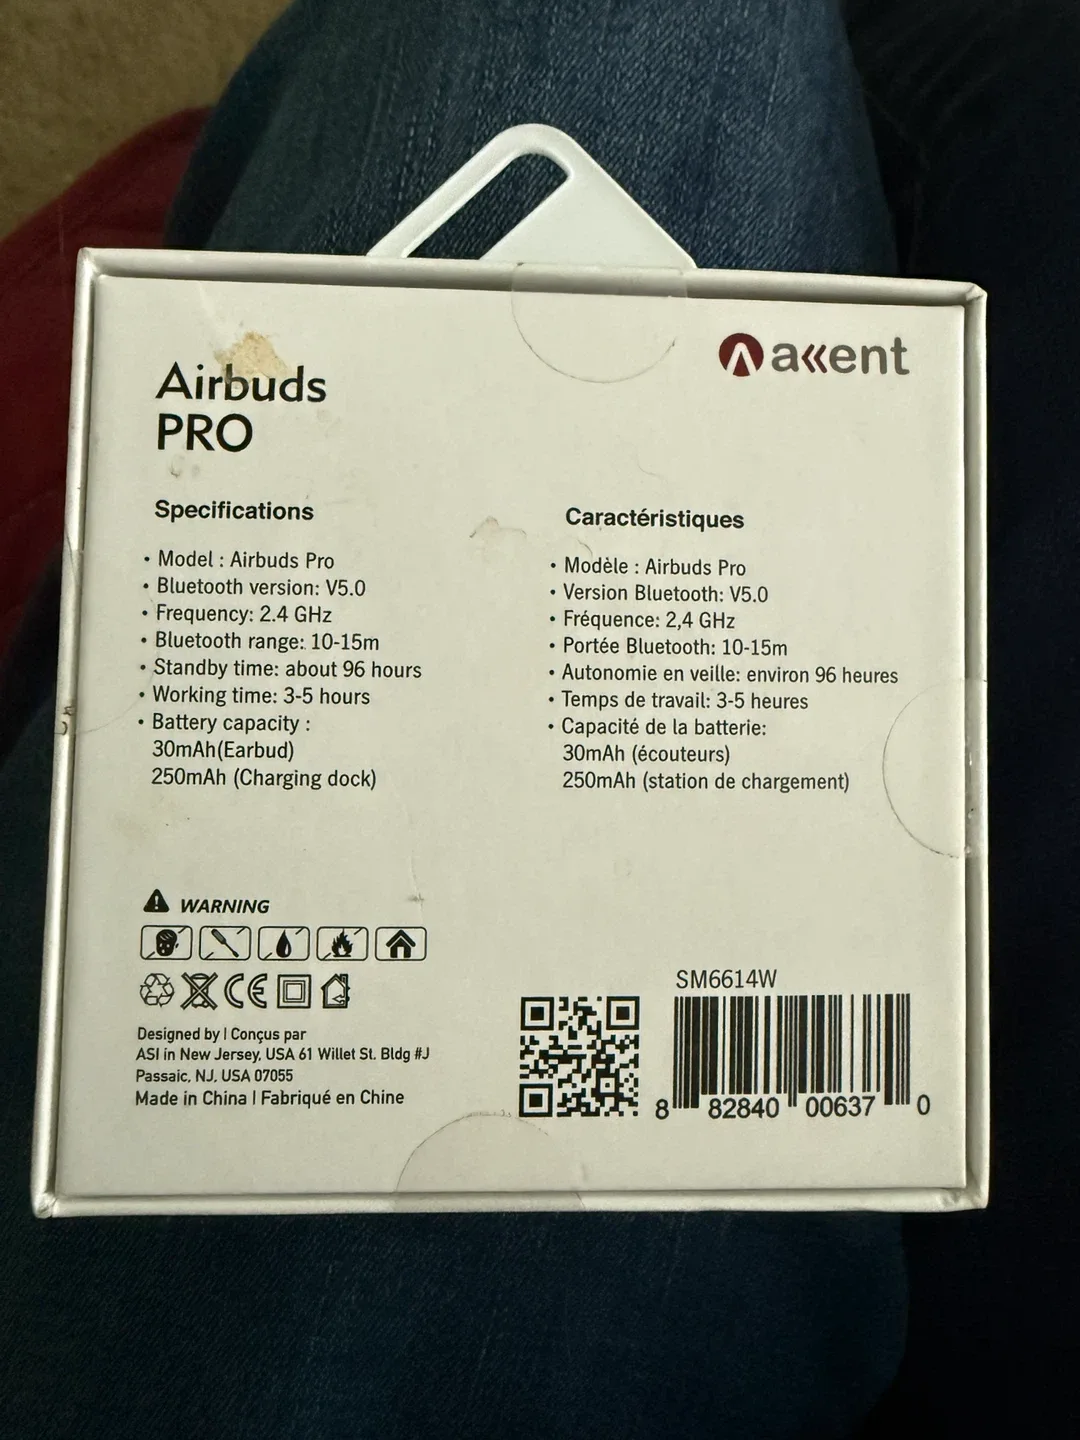 Airbuds
PRO
a«ent
Specifications
• Model : Airbuds Pro
• Bluetooth version: V5.0
• Frequency: 2.4 GHz
• Bluetooth range: 10-15m
• Standby time: about 96 hours
• Working time: 3-5 hours
• Battery capacity :
30mAh(Earbud)
250mAh (Charging dock)
Caractéristiques
• Modèle : Airbuds Pro
• Version Bluetooth: V5.0
• Fréquence: 2,4 GHz
• Portée Bluetooth: 10-15m
• Autonomie en veille: environ 96 heures
• Temps de travail: 3-5 heures
• Capacité de la batterie:
30mAh (écouteurs)
250mAh (station de chargement)
WARNING
CE
Designed by | Conçus par
ASI in New Jersey, USA 61 Willet St. Bldg #J
Passaic, NJ, USA 07055
Made in China | Fabriqué en Chine
SM6614W
8 82840 00637 0